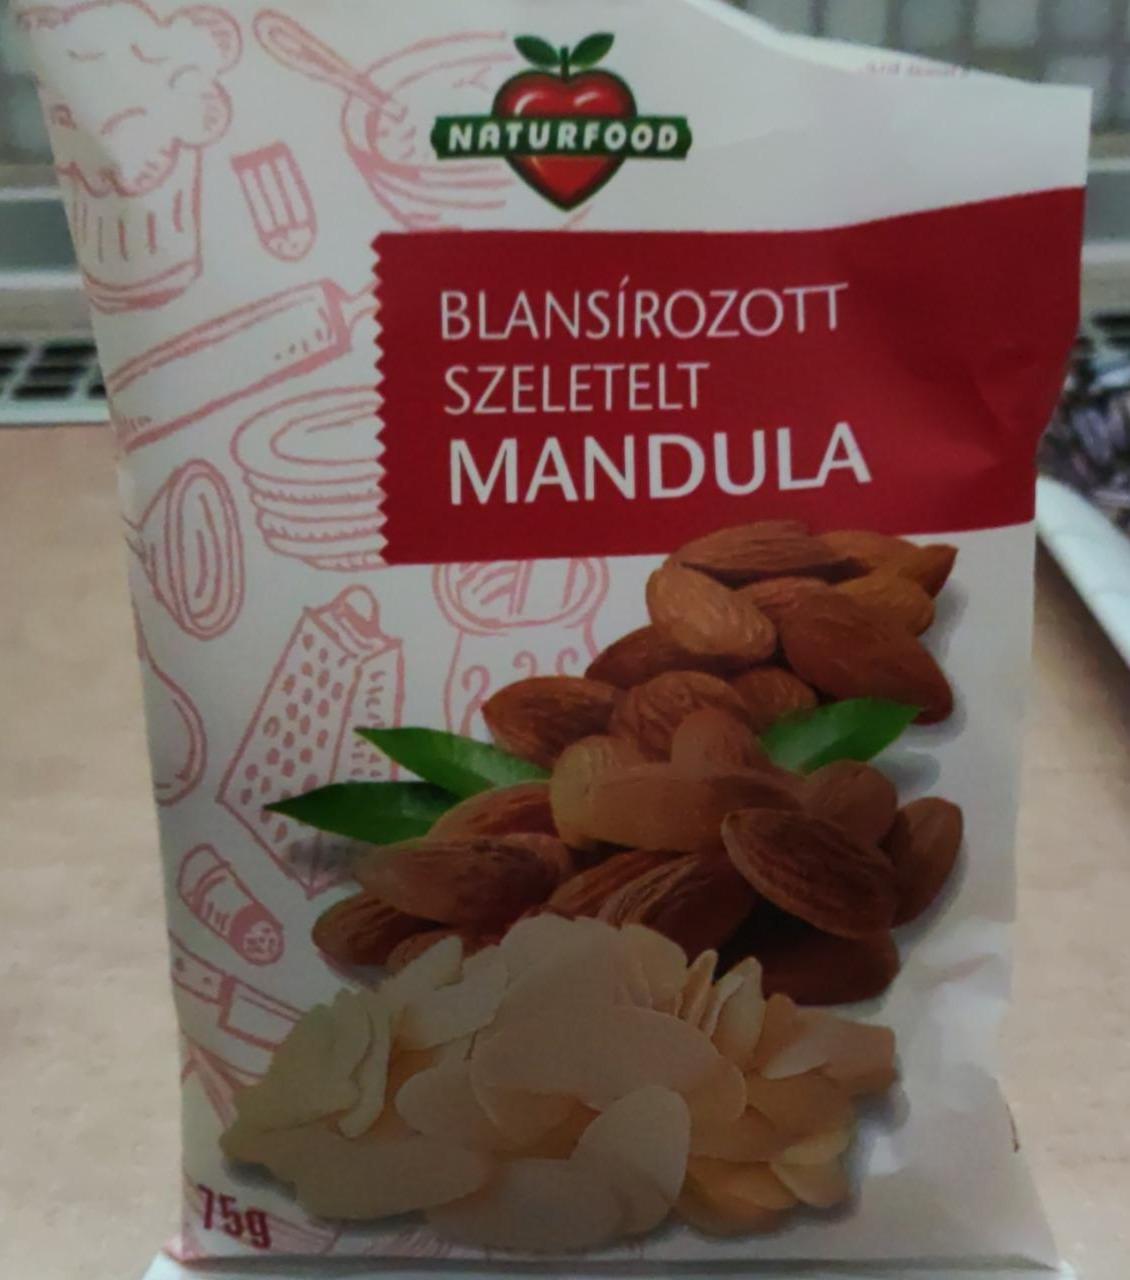 NATURFOOD
BLANSÍROZOTT
SZELETELT
MANDULA
75g